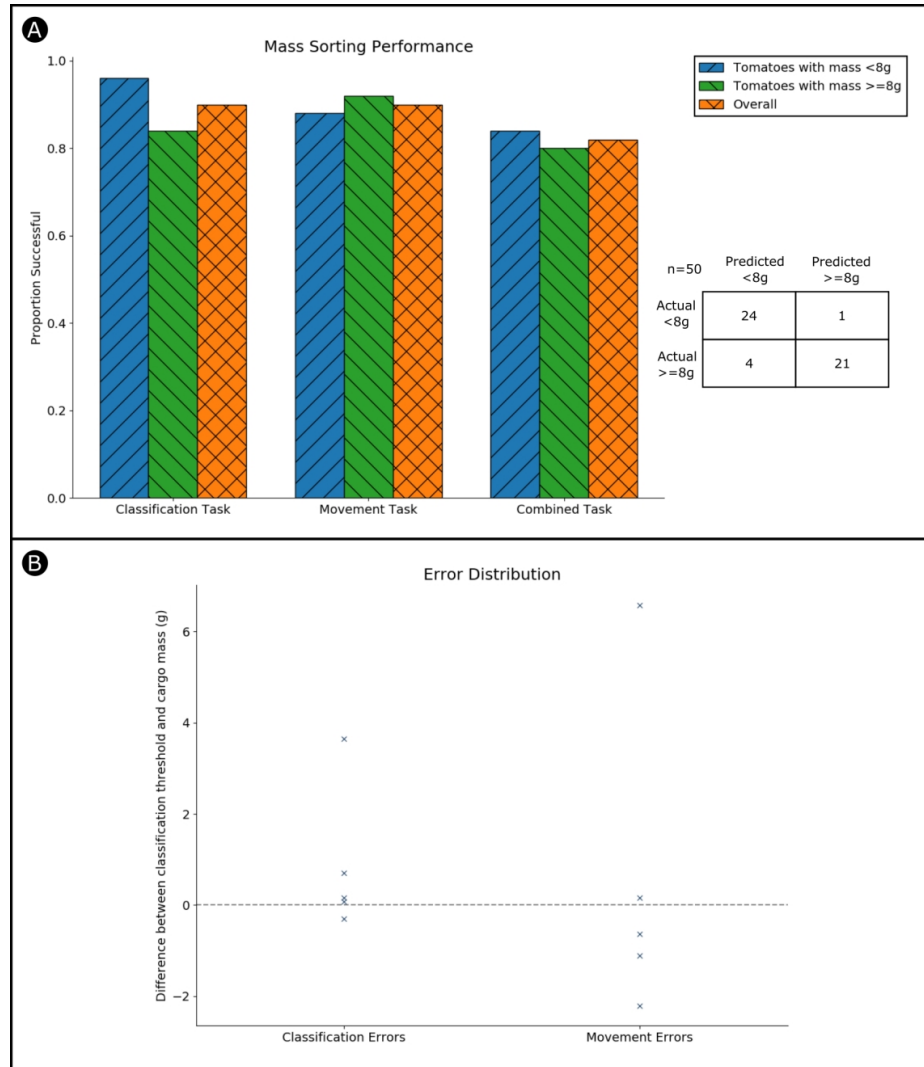 A
Mass Sorting Performance
Tomatoes with mass <8g
Tomatoes with mass >=8g
Overall
Proportion Successful
1.0
0.8
0.6
0.4
0.2
0.0
Classification Task
Movement Task
Combined Task
n=50
Predicted
<8g
Predicted
>=8g
Actual
<8g
24
1
Actual
>=8g
4
21
B
Error Distribution
Difference between classification threshold and cargo mass (g)
6
4
2
0
−2
Classification Errors
Movement Errors